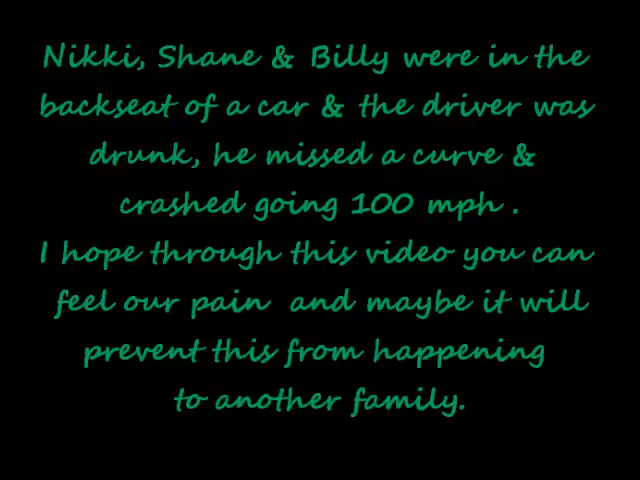 Nikki, Shane & Billy were in the
backseat of a car & the driver was
drunk, he missed a curve &
crashed going 100 mph .
I hope through this video you can
feel our pain and maybe it will
prevent this from happening
to another family.